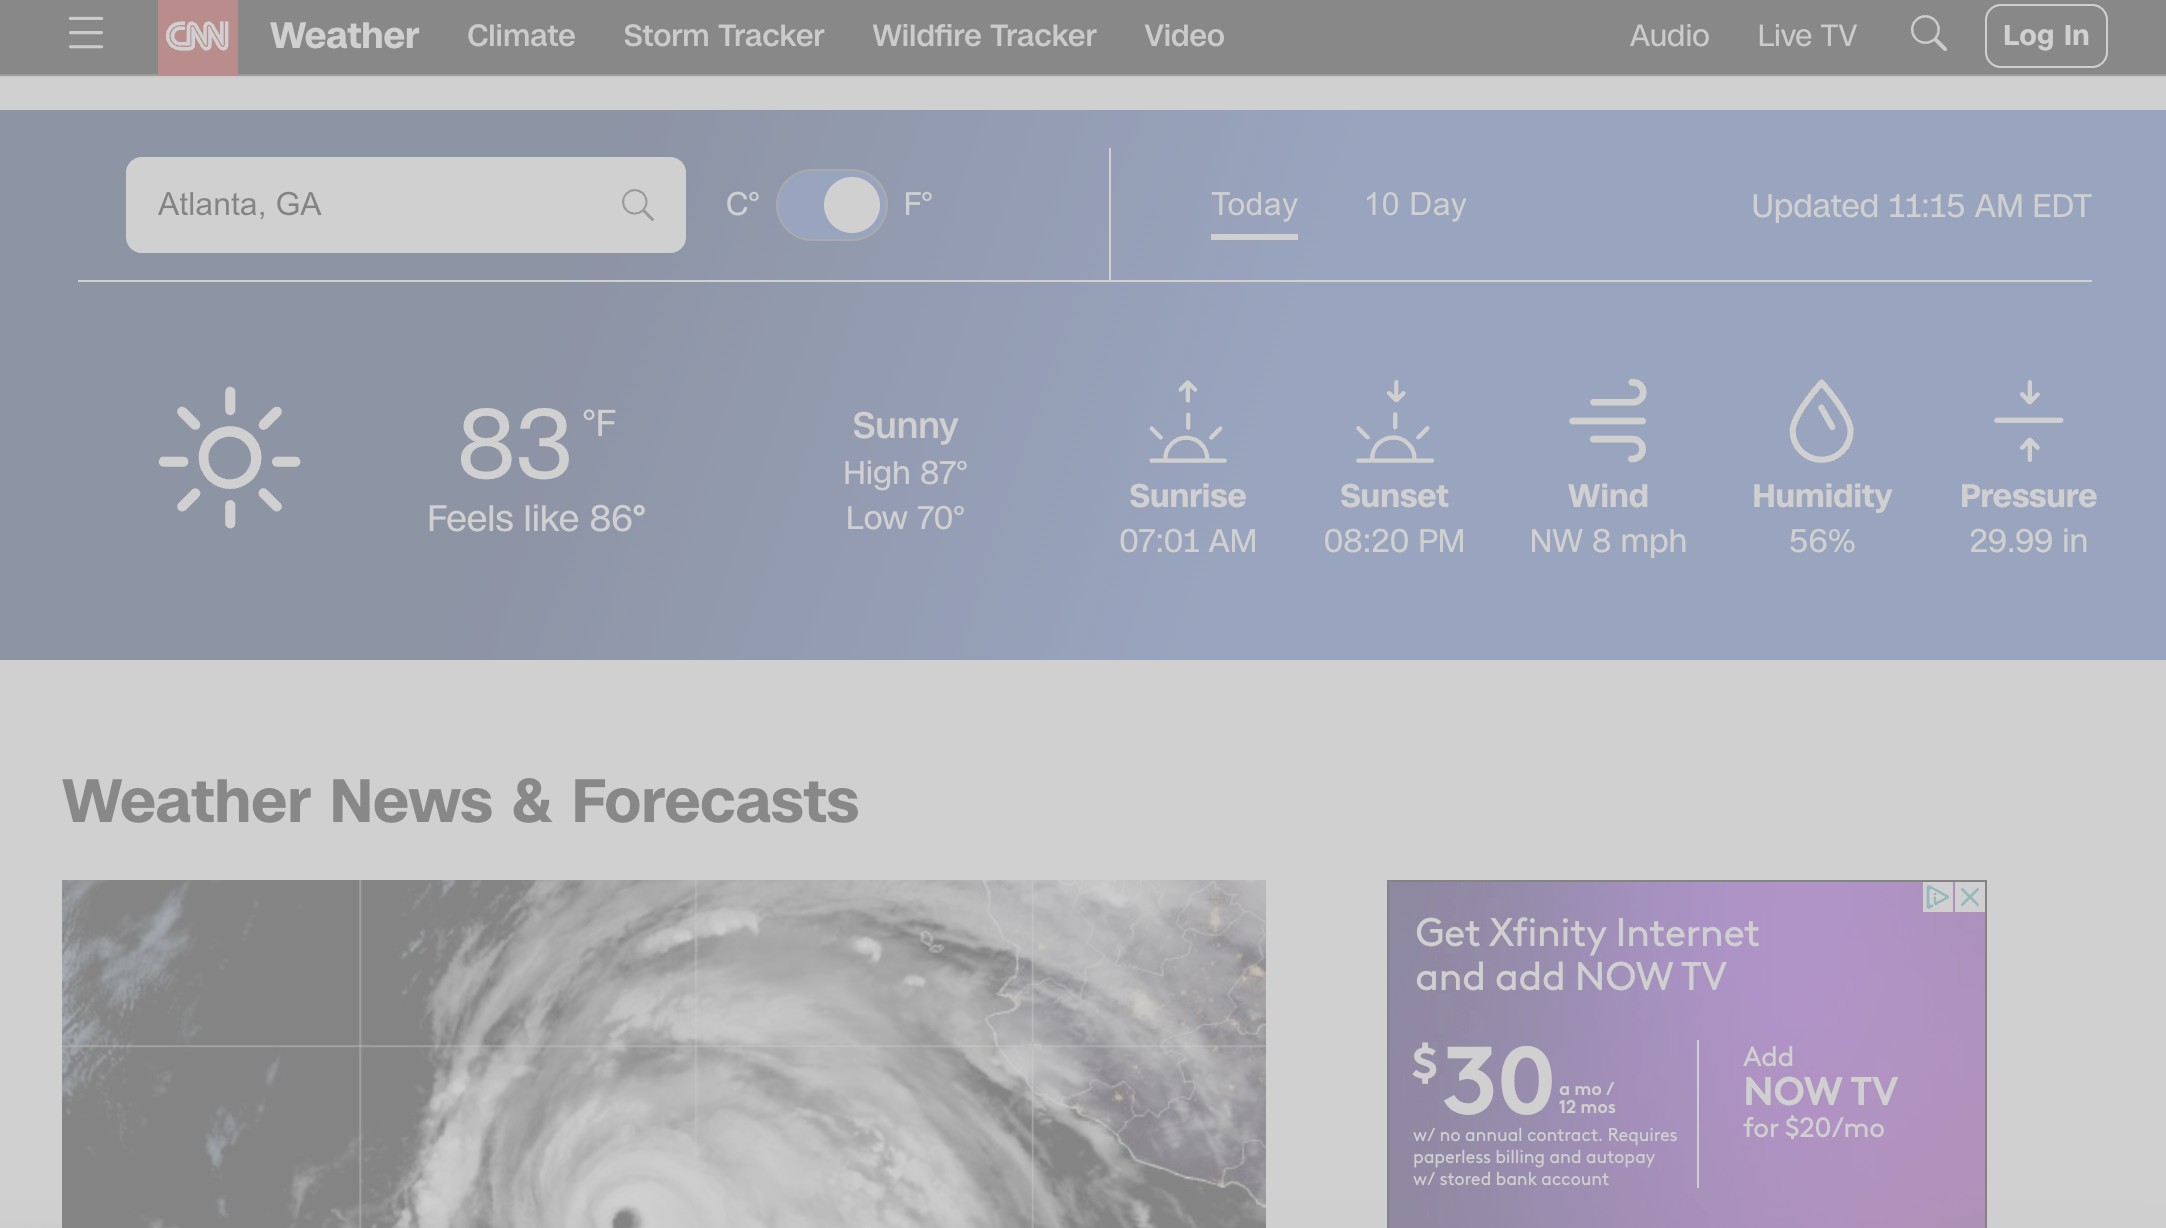 CNN Weather Climate Storm Tracker Wildfire Tracker Video Audio Live TV Log In
Atlanta, GA C° F° Today 10 Day Updated 11:15 AM EDT
83 °F
Feels like 86°
Sunny
High 87°
Low 70°
Sunrise
07:01 AM
Sunset
08:20 PM
Wind
NW 8 mph
Humidity
56%
Pressure
29.99 in
Weather News & Forecasts
Get Xfinity Internet
and add NOW TV
$30 a mo /
12 mos
w/ no annual contract. Requires
paperless billing and autopay
w/ stored bank account
Add
NOW TV
for $20/mo